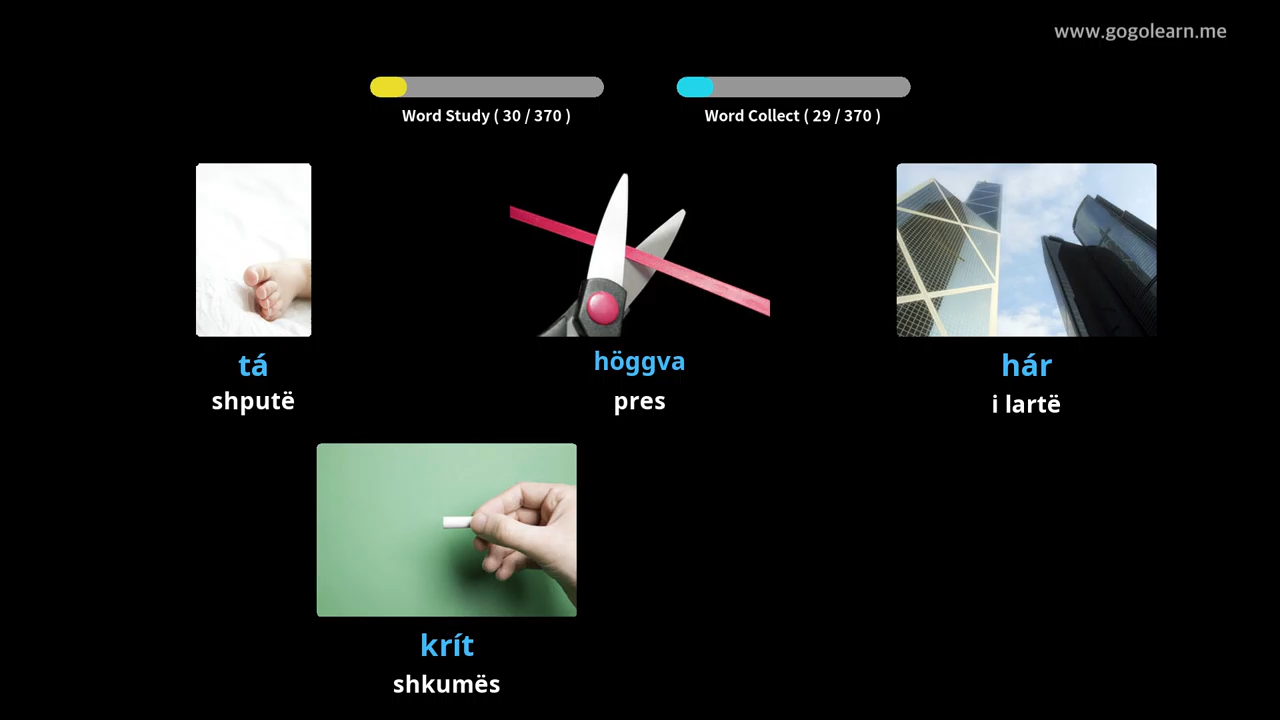 www.gogolearn.me
Word Study ( 30 / 370 )
Word Collect ( 29 / 370 )
tá
shputë
höggva
pres
hár
i lartë
krít
shkumës